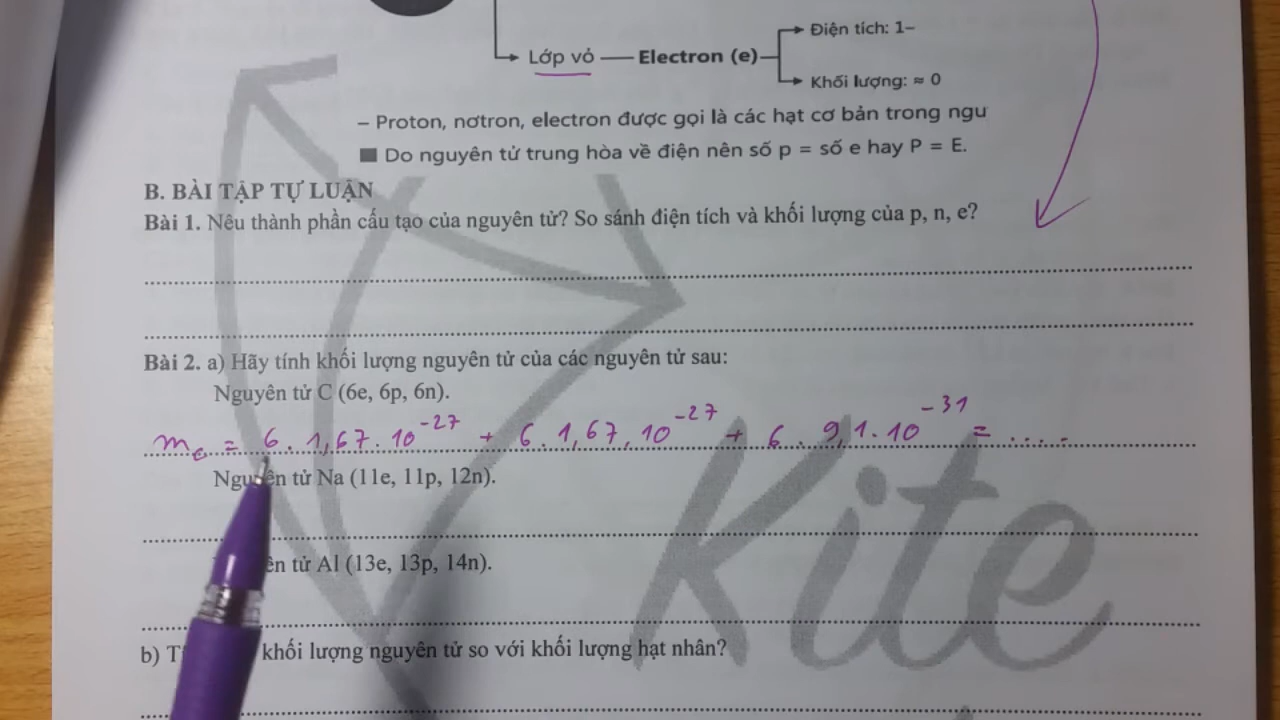 Điện tích: 1–
Lớp vỏ Electron (e)
Khối lượng: ≈ 0
– Proton, nơtron, electron được gọi là các hạt cơ bản trong ngu
Do nguyên tử trung hòa về điện nên số p = số e hay P = E.
B. BÀI TẬP TỰ LUẬN
Bài 1. Nêu thành phần cấu tạo của nguyên tử? So sánh điện tích và khối lượng của p, n, e?
Bài 2. a) Hãy tính khối lượng nguyên tử của các nguyên tử sau:
Nguyên tử C (6e, 6p, 6n).
m_C = 6 . 1,67 . 10^-27 + 6 . 1,67 . 10^-27 + 6 . 9,1 . 10^-31 = ....
Nguyên tử Na (11e, 11p, 12n).
ên tử Al (13e, 13p, 14n).
b) T khối lượng nguyên tử so với khối lượng hạt nhân?
Kite